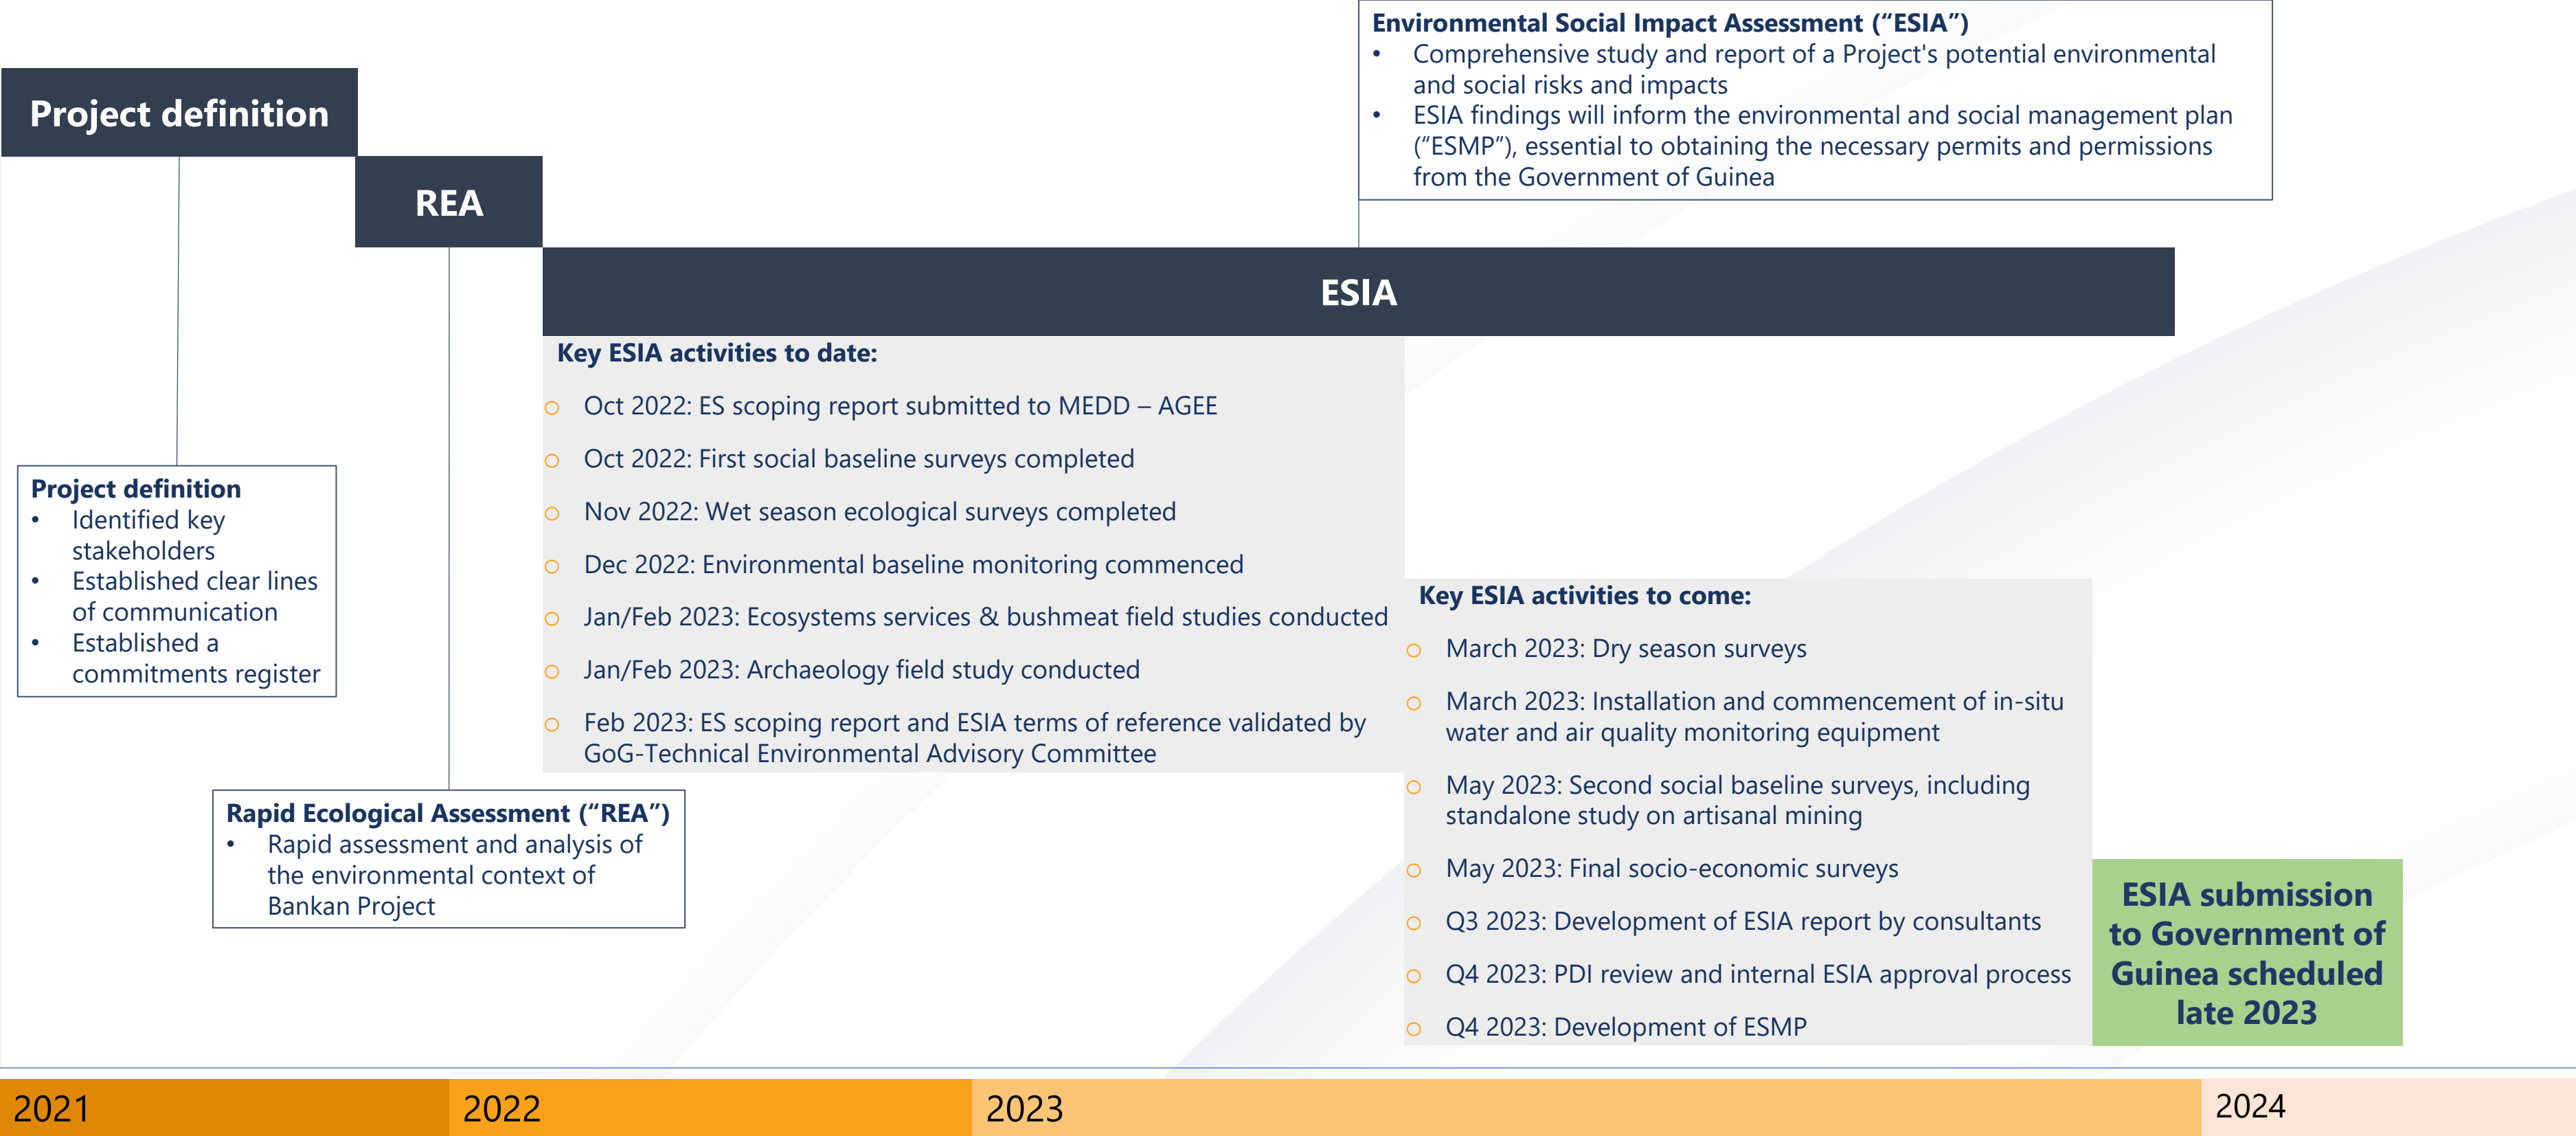 Environmental Social Impact Assessment (“ESIA”)
• Comprehensive study and report of a Project's potential environmental
and social risks and impacts
• ESIA findings will inform the environmental and social management plan
(“ESMP”), essential to obtaining the necessary permits and permissions
from the Government of Guinea
Project definition
REA
ESIA
Key ESIA activities to date:
o Oct 2022: ES scoping report submitted to MEDD – AGEE
o Oct 2022: First social baseline surveys completed
o Nov 2022: Wet season ecological surveys completed
o Dec 2022: Environmental baseline monitoring commenced
o Jan/Feb 2023: Ecosystems services & bushmeat field studies conducted
o Jan/Feb 2023: Archaeology field study conducted
o Feb 2023: ES scoping report and ESIA terms of reference validated by
GoG-Technical Environmental Advisory Committee
Project definition
• Identified key
stakeholders
• Established clear lines
of communication
• Established a
commitments register
Rapid Ecological Assessment (“REA”)
• Rapid assessment and analysis of
the environmental context of
Bankan Project
Key ESIA activities to come:
o March 2023: Dry season surveys
o March 2023: Installation and commencement of in-situ
water and air quality monitoring equipment
o May 2023: Second social baseline surveys, including
standalone study on artisanal mining
o May 2023: Final socio-economic surveys
o Q3 2023: Development of ESIA report by consultants
o Q4 2023: PDI review and internal ESIA approval process
o Q4 2023: Development of ESMP
ESIA submission
to Government of
Guinea scheduled
late 2023
2021
2022
2023
2024